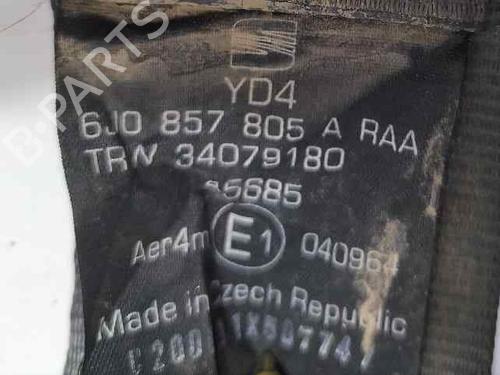 YD4
6J0 857 805 A RAA
TRW 34079180
Aer4m E1 040964
Made in Czech Republic
B-PARTS